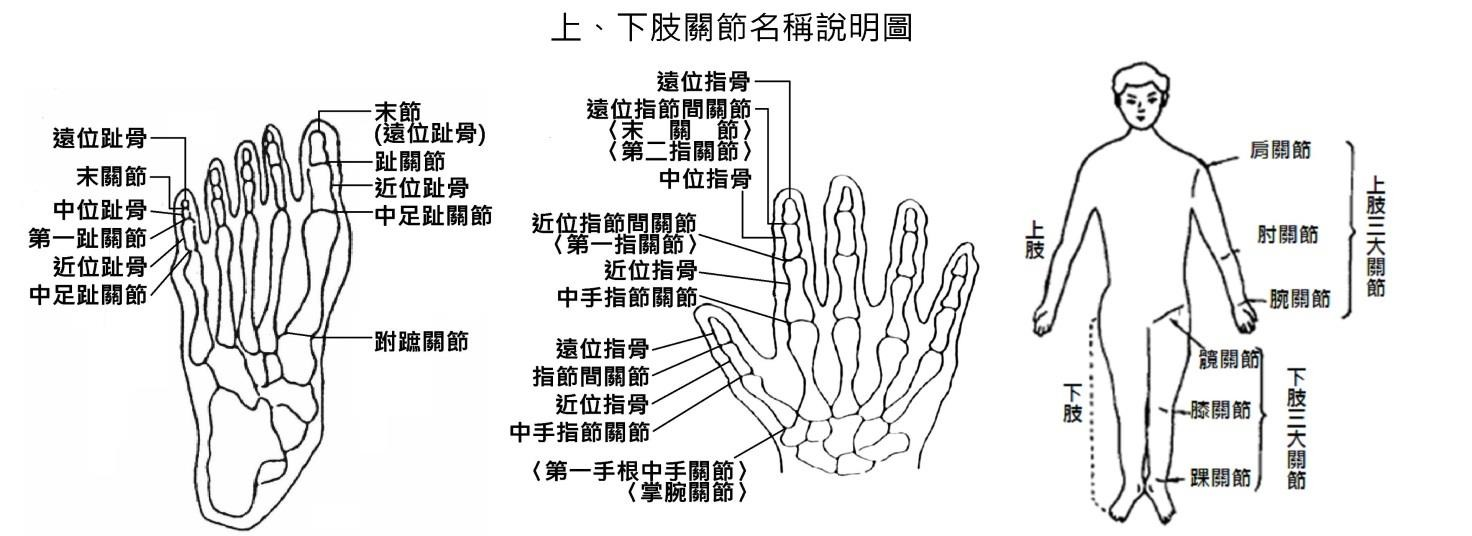 上、下肢關節名稱說明圖
遠位趾骨
末關節
中位趾骨
第一趾關節
近位趾骨
中足趾關節
末節
(遠位趾骨)
趾關節
近位趾骨
中足趾關節
跗蹠關節
遠位指骨
遠位指節間關節
〈末關節〉
〈第二指關節〉
中位指骨
近位指節間關節
〈第一指關節〉
近位指骨
中手指節關節
遠位指骨
指節間關節
近位指骨
中手指節關節
〈第一手根中手關節〉
〈掌腕關節〉
上肢
下肢
肩關節
肘關節
腕關節
上肢三大關節
髖關節
膝關節
踝關節
下肢三大關節